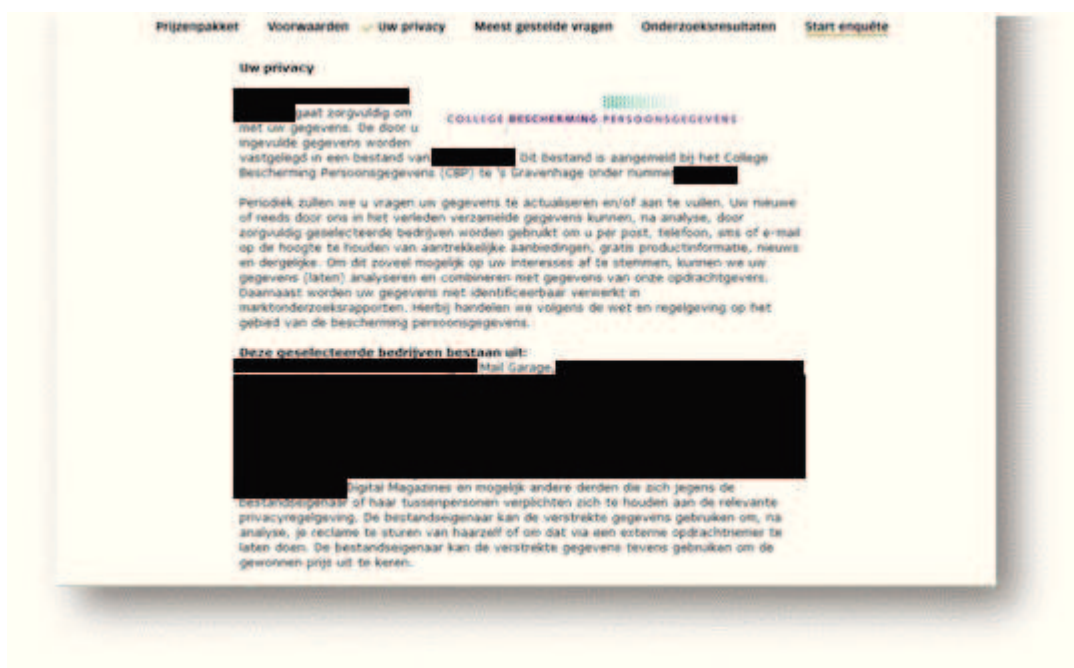 Prijzenpakket Voorwaarden Uw privacy Meest gestelde vragen Onderzoeksresultaten Start enquête
Uw privacy
gaat zorgvuldig om
met uw gegevens. De door u
ingevulde gegevens worden
COLLEGE BESCHERMING PERSOONSGEGEVENS
vastgelegd in een bestand van Dit bestand is aangemeld bij het College
Bescherming Persoonsgegevens (CBP) te 's Gravenhage onder nummer
Periodiek zullen we u vragen uw gegevens te actualiseren en/of aan te vullen. Uw nieuwe
of reeds door ons in het verleden verzamelde gegevens kunnen, na analyse, door
zorgvuldig geselecteerde bedrijven worden gebruikt om u per post, telefoon, sms of e-mail
op de hoogte te houden van aantrekkelijke aanbiedingen, gratis productinformatie, nieuws
en dergelijke. Om dit zoveel mogelijk op uw interesses af te stemmen, kunnen we uw
gegevens (laten) analyseren en combineren met gegevens van onze opdrachtgevers.
Daarnaast worden uw gegevens niet identificeerbaar verwerkt in
marktonderzoeksrapporten. Hierbij handelen we volgens de wet en regelgeving op het
gebied van de bescherming persoonsgegevens.
Deze geselecteerde bedrijven bestaan uit:
Mail Garage,
Digital Magazines en mogelijk andere derden die zich jegens de
bestandseigenaar of haar tussenpersonen verplichten zich te houden aan de relevante
privacyregelgeving. De bestandseigenaar kan de verstrekte gegevens gebruiken om, na
analyse, je reclame te sturen van haarzelf of om dat via een externe opdrachtnemer te
laten doen. De bestandseigenaar kan de verstrekte gegevens tevens gebruiken om de
gewonnen prijs uit te keren.